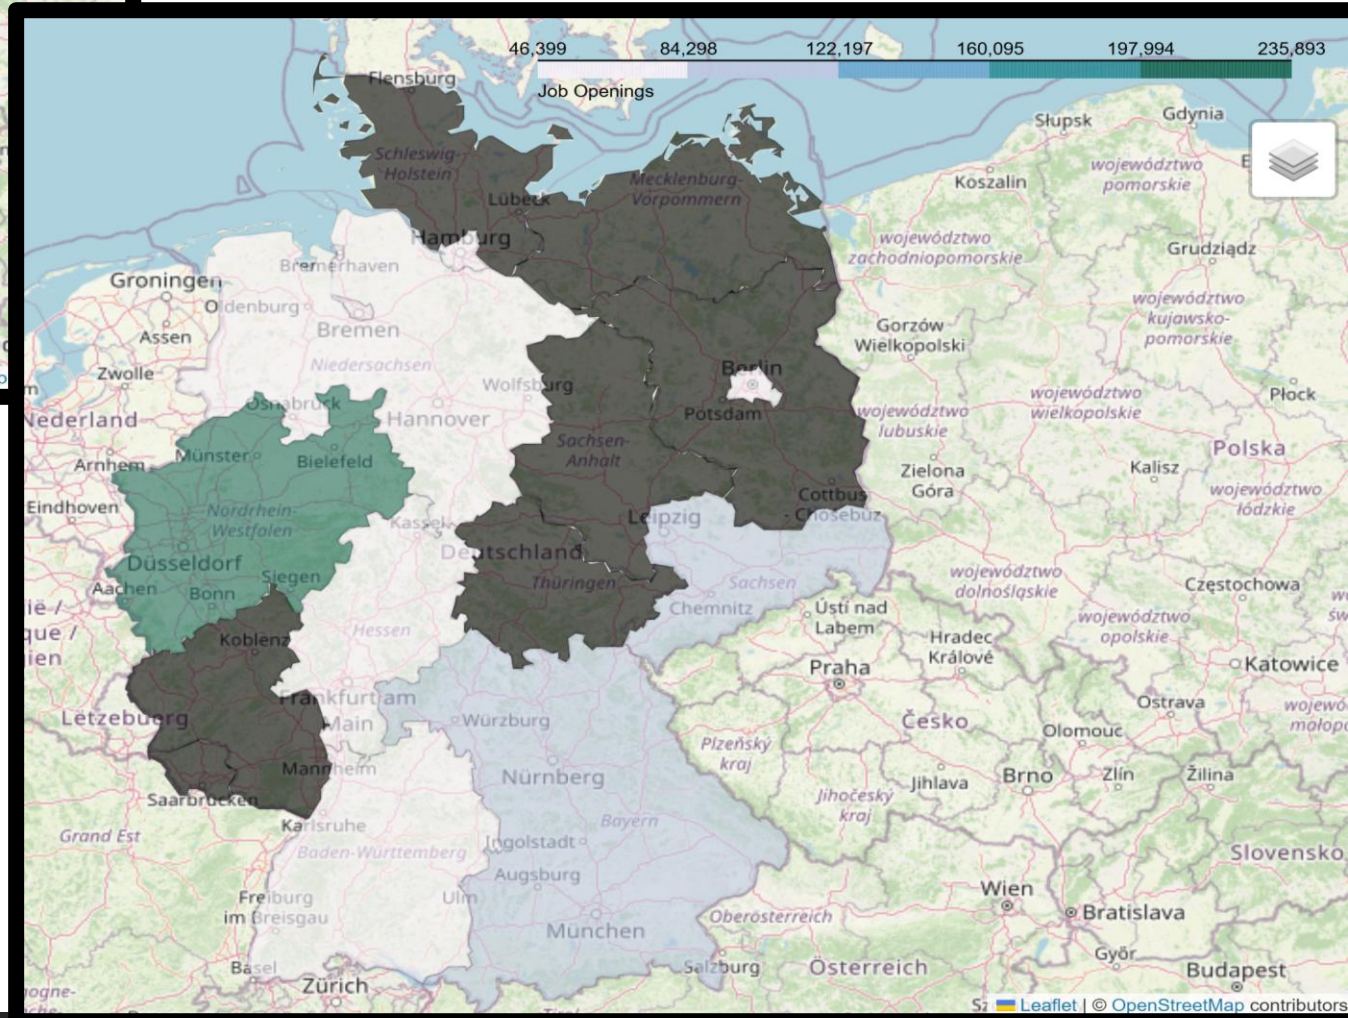 46,399 84,298 122,197 160,095 197,994 235,893
Job Openings
Flensburg
Słupsk
Gdynia
Schleswig-
Holstein
Mecklenburg-
Vorpommern
województwo
pomorskie
Koszalin
Lübeck
Hamburg
województwo
zachodniopomorskie
Grudziądz
Bremerhaven
Groningen
Oldenburg
województwo
kujawsko-
pomorskie
Assen
Bremen
Gorzów
Wielkopolski
Niedersachsen
Zwolle
Berlin
Wolfsburg
Płock
Nederland
Osnabrück
Hannover
Potsdam
województwo
lubuskie
województwo
wielkopolskie
Polska
Arnhem
Münster
Bielefeld
Sachsen-
Anhalt
Zielona
Góra
Kalisz
Eindhoven
Cottbus
- Chóśebuz
województwo
łódzkie
Nordrhein-
Westfalen
Kassel
Leipzig
Deutschland
Düsseldorf
Siegen
Thüringen
Sachsen
województwo
dolnośląskie
Częstochowa
Aachen
Bonn
Chemnitz
Ústí nad
Labem
województwo
opolskie
Hessen
Koblenz
Hradec
Králové
Praha
Katowice
Frankfurt am
Main
Lëtzebuerg
Würzburg
Česko
Ostrava
Olomouc
Plzeňský
kraj
Mannheim
Nürnberg
Jihlava
Brno
Zlín
Žilina
Saarbrücken
Jihočeský
kraj
Grand Est
Karlsruhe
Bayern
Baden-Württemberg
Ingolstadt
Slovensko
Augsburg
Freiburg
im Breisgau
Ulm
Wien
Bratislava
München
Oberösterreich
Győr
Basel
Zürich
Salzburg
Österreich
Budapest
Leaflet | © OpenStreetMap contributors